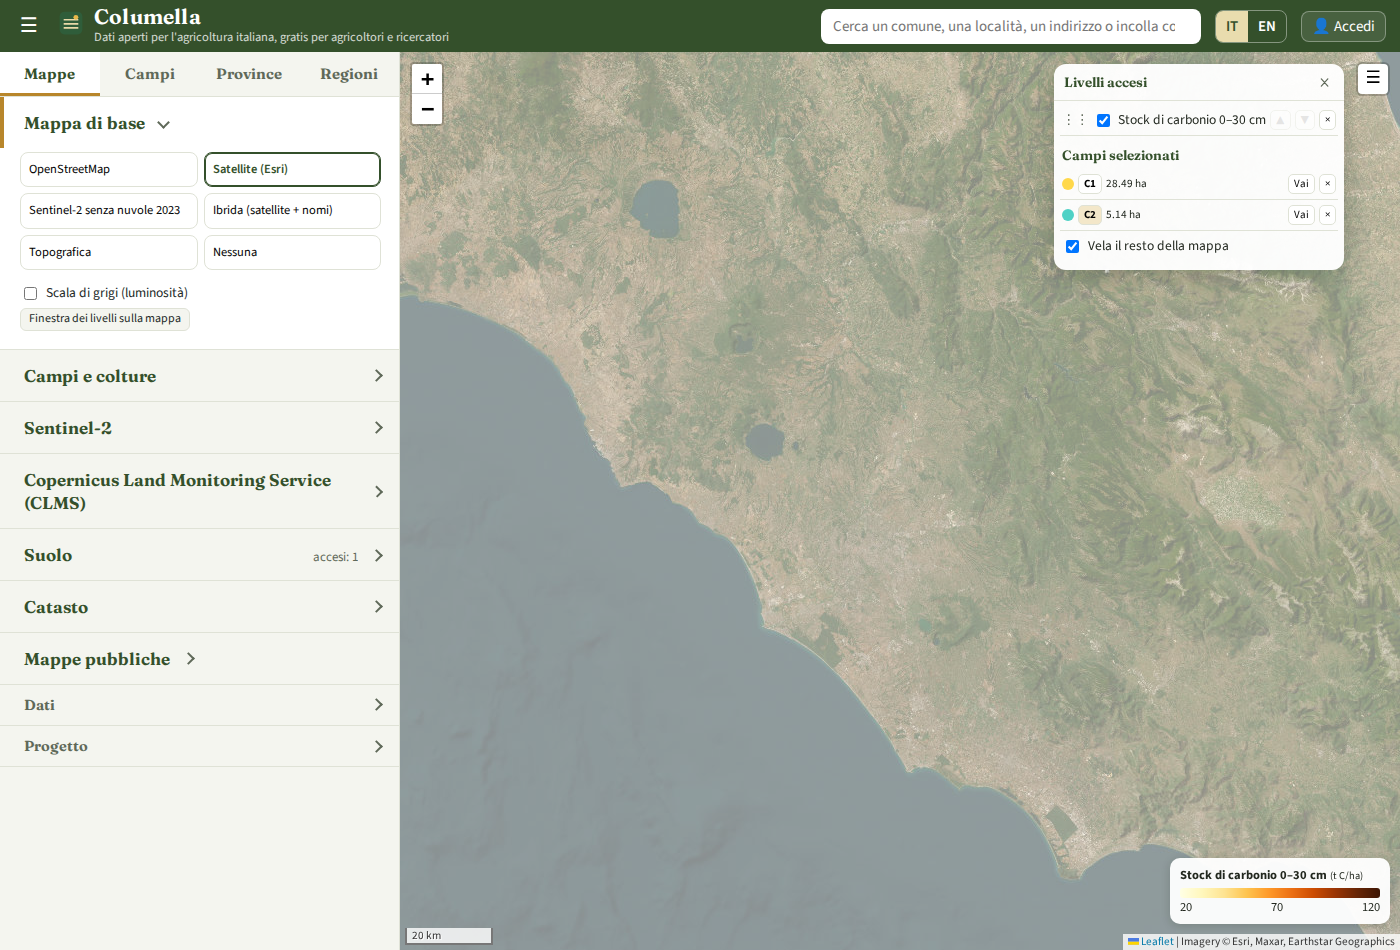 Columella
Dati aperti per l'agricoltura italiana, gratis per agricoltori e ricercatori
Cerca un comune, una località, un indirizzo o incolla cc
IT EN
Accedi
Mappe Campi Province Regioni
Mappa di base
OpenStreetMap
Satellite (Esri)
Sentinel-2 senza nuvole 2023
Ibrida (satellite + nomi)
Topografica
Nessuna
Scala di grigi (luminosità)
Finestra dei livelli sulla mappa
Campi e colture
Sentinel-2
Copernicus Land Monitoring Service
(CLMS)
Suolo accesi: 1
Catasto
Mappe pubbliche
Dati
Progetto
+
−
Livelli accesi ×
Stock di carbonio 0–30 cm ▲ ▼ ×
Campi selezionati
C1 28.49 ha Vai ×
C2 5.14 ha Vai ×
Vela il resto della mappa
Stock di carbonio 0–30 cm (t C/ha)
20 70 120
20 km
Leaflet | Imagery © Esri, Maxar, Earthstar Geographics